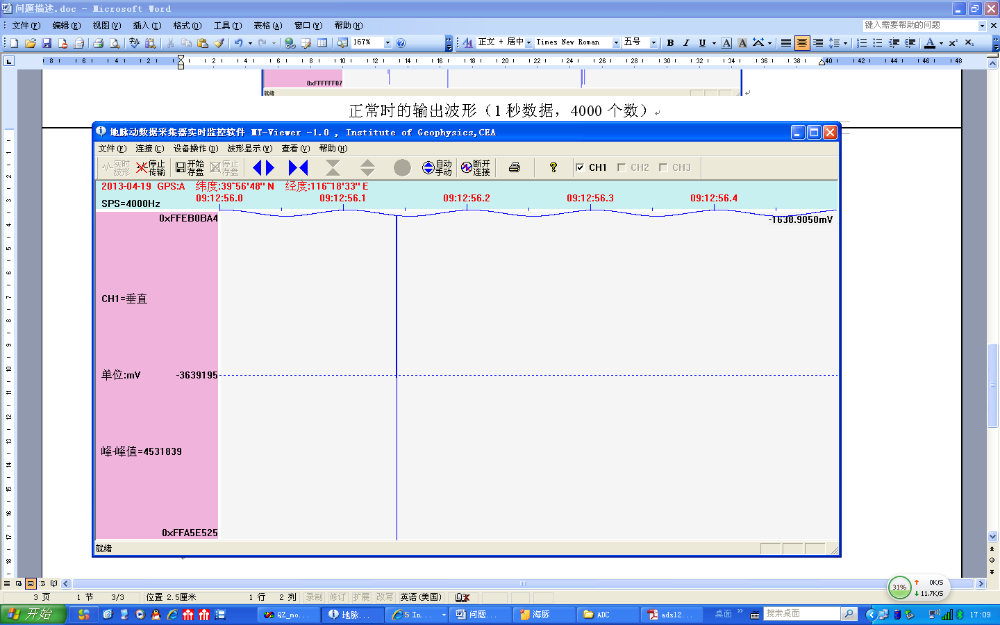 问题描述.doc - Microsoft Word
文件(F) 编辑(E) 视图(V) 插入(I) 格式(O) 工具(T) 表格(A) 窗口(W) 帮助(H) 键入需要帮助的问题
167% 正文 + 居中 Times New Roman 五号 B I U A A A
8 6 4 2 2 4 6 8 10 12 14 16 18 20 22 24 26 28 30 32 34 36 38 40 42 44 46 48
0xFFFFFF07
就绪
正常时的输出波形（1 秒数据，4000 个数）
地脉动数据采集器实时监控软件 MT-Viewer -1.0 , Institute of Geophysics,CEA
文件(F) 连接(C) 设备操作(D) 波形显示(W) 查看(V) 帮助(H)
实时波形 停止传输 开始存盘 停止存盘 自动手动 断开连接 CH1 CH2 CH3
2013-04-19 GPS:A 纬度:39~56'48'' N 经度:116~18'33'' E
09:12:56.0 09:12:56.1 09:12:56.2 09:12:56.3 09:12:56.4
SPS=4000Hz
0xFFEB0BA4 -1638.9050mV
CH1=垂直
单位:mV -3639195
峰-峰值=4531839
0xFFA5E525
就绪
1 2 3 4 5 6 7 8 9 10 11 12 13 14 15 16 17 18
31% 0K/S
11.7K/S
3 页 1 节 3/3 位置 2.5厘米 1 行 2 列 录制 修订 扩展 改写 英语(美国)
开始 QZ_mo... 地脉... 5 In... 问题... 海豚 ADC ads12... 桌面 搜索桌面 17:09